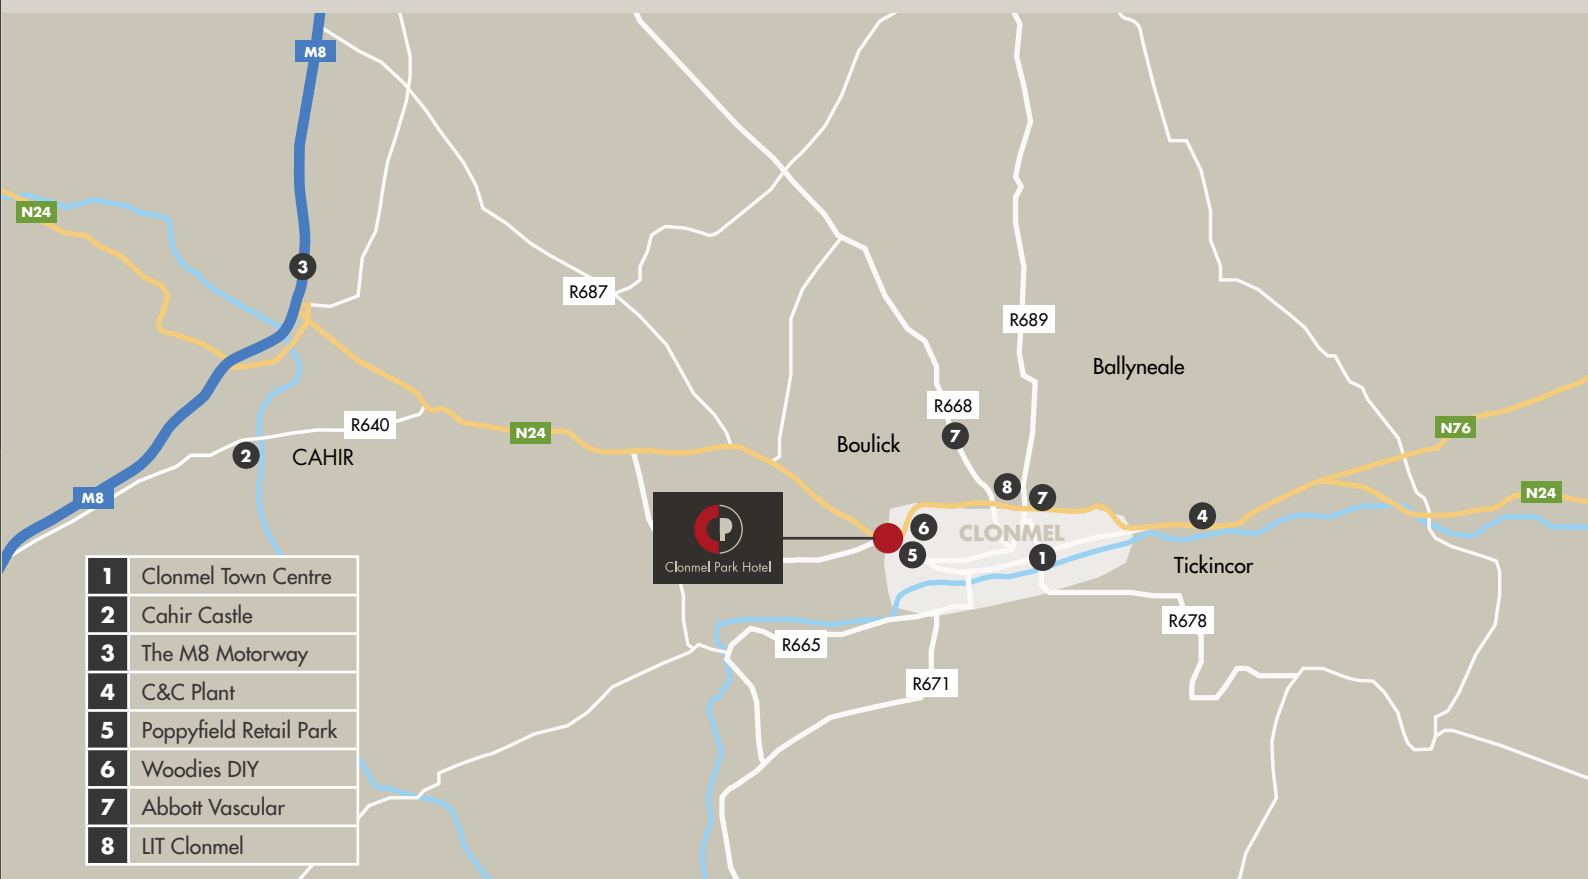 M8
N24
3
R687
R689
Ballyneale
R668
R640
N24
7
N76
Boulick
2
CAHIR
8
7
N24
M8
CP
Clonmel Park Hotel
6
CLONMEL
4
5
1
Tickincor
R678
R665
R671
1 Clonmel Town Centre
2 Cahir Castle
3 The M8 Motorway
4 C&C Plant
5 Poppyfield Retail Park
6 Woodies DIY
7 Abbott Vascular
8 LIT Clonmel